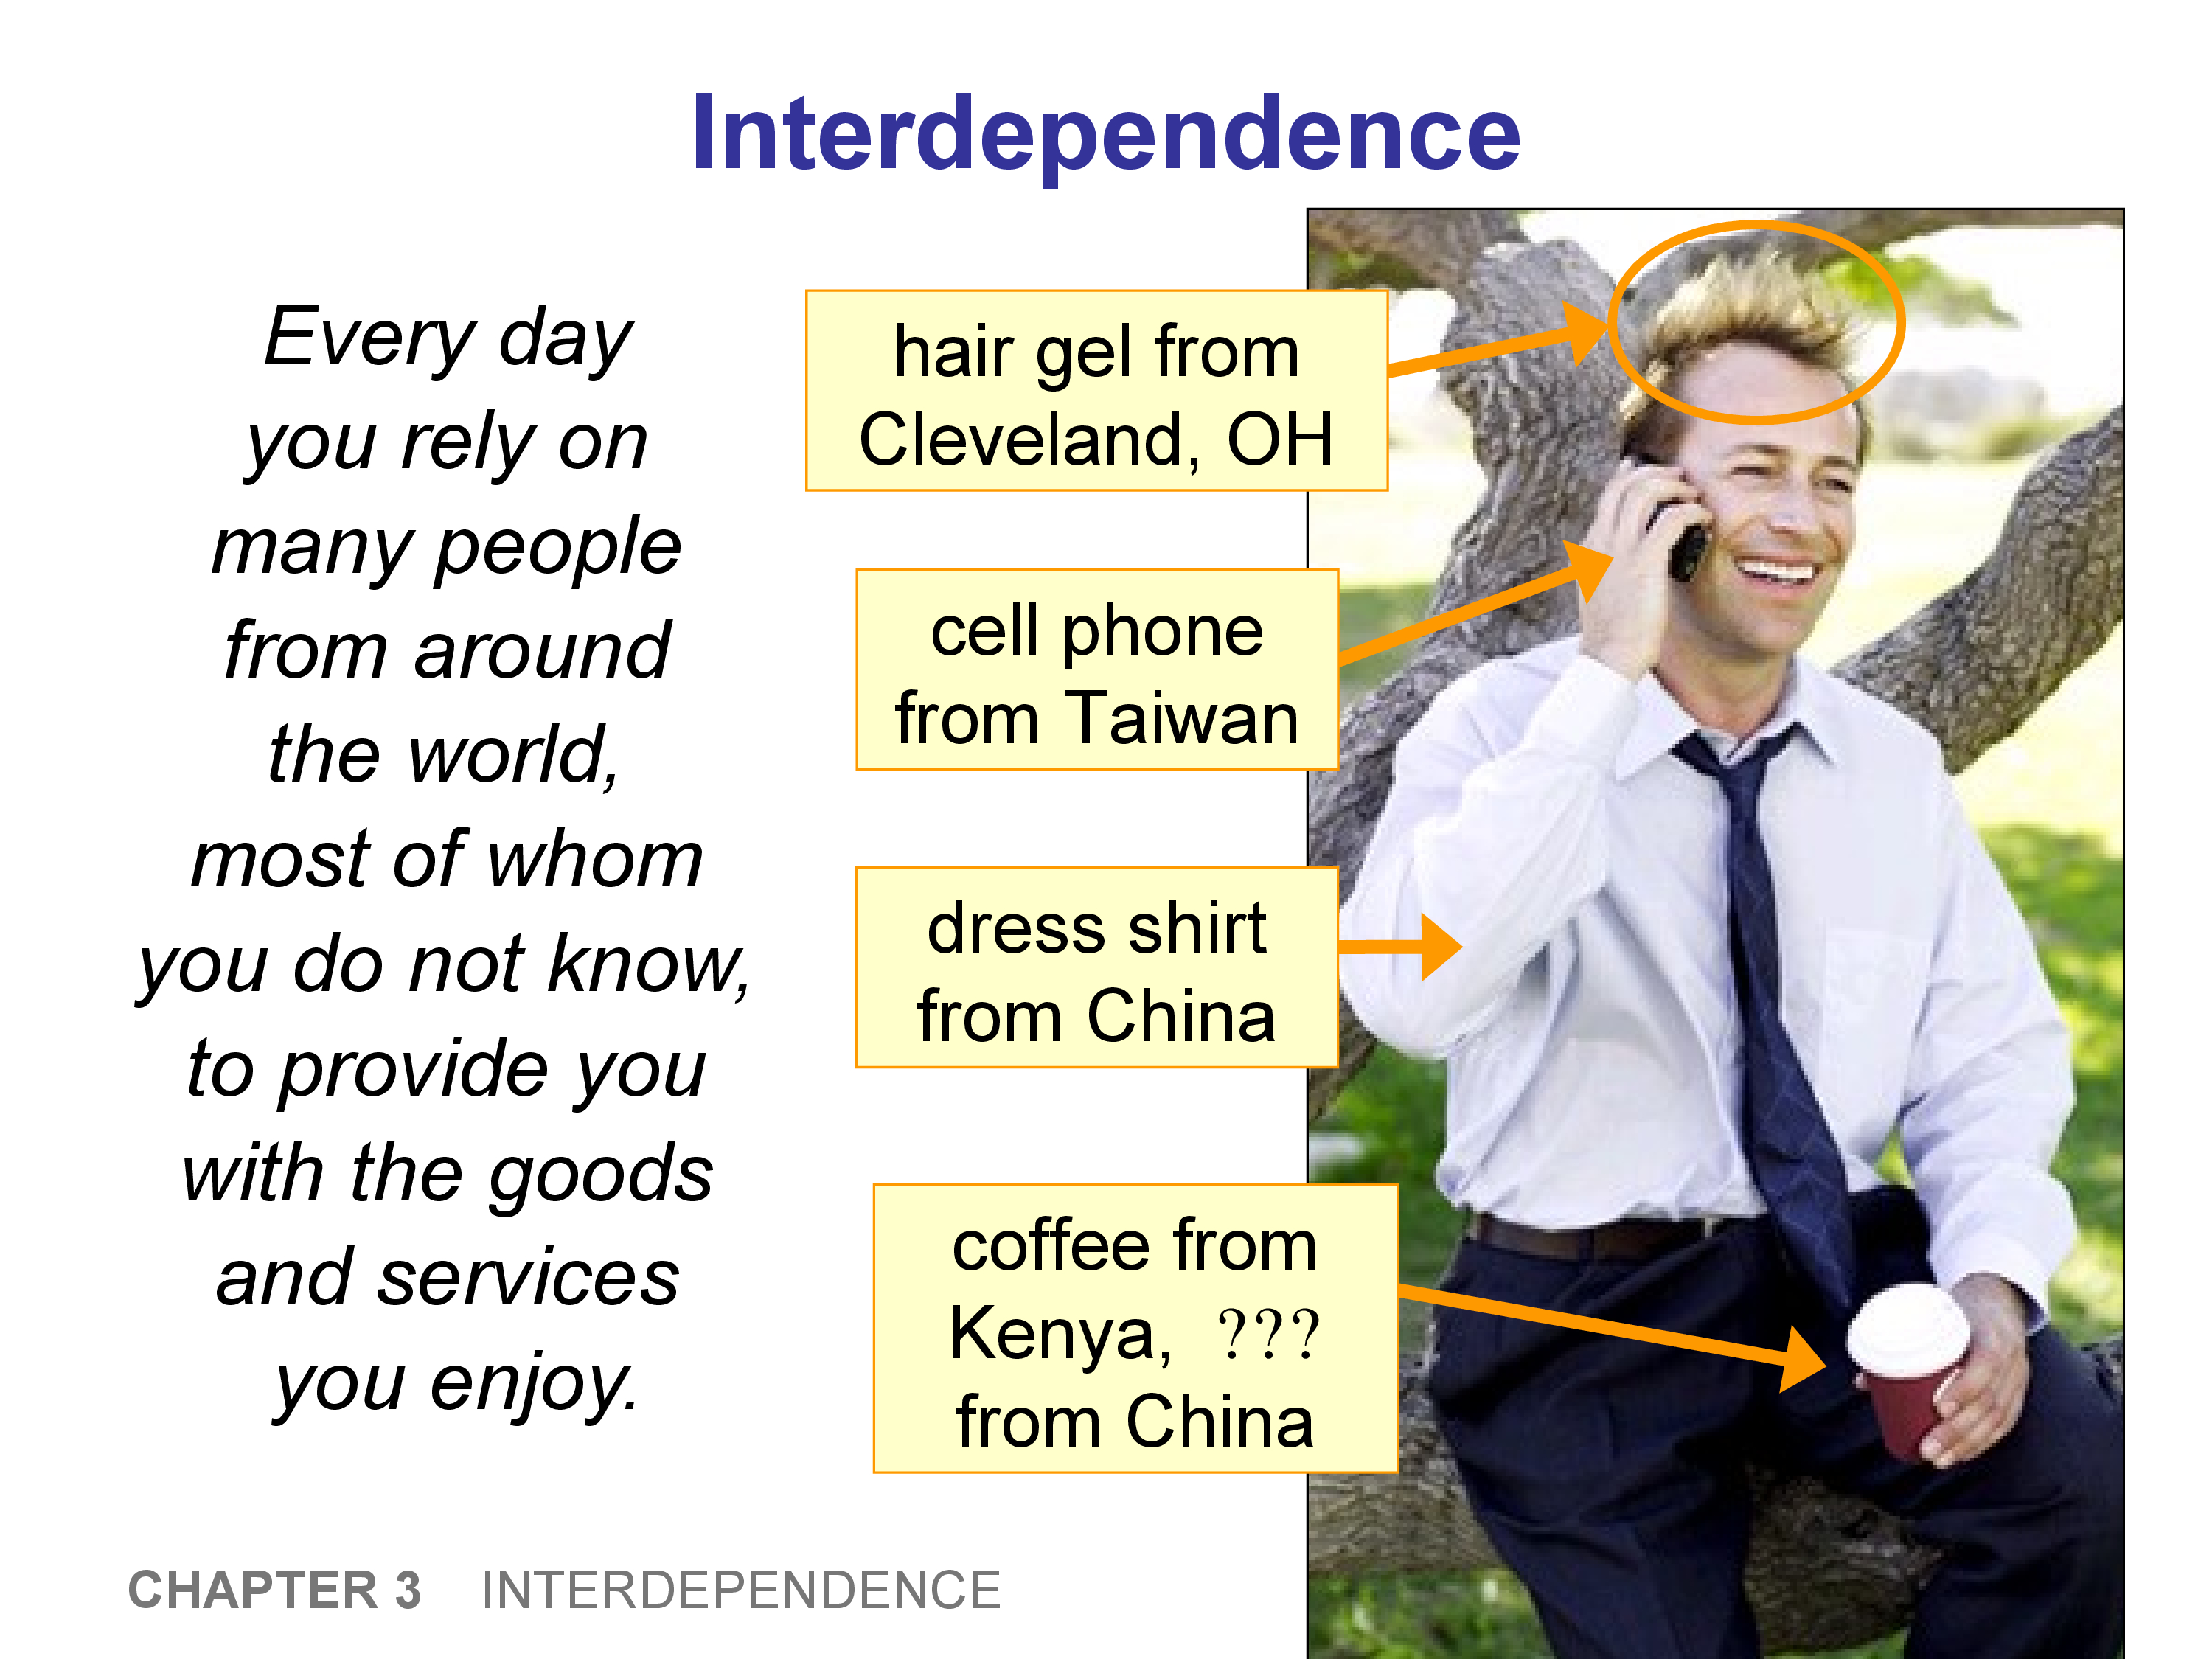 Interdependence
Every day
you rely on
many people
from around
the world,
most of whom
you do not know,
to provide you
with the goods
and services
you enjoy.
hair gel from
Cleveland, OH
cell phone
from Taiwan
dress shirt
from China
coffee from
Kenya, ???
from China
CHAPTER 3 INTERDEPENDENCE